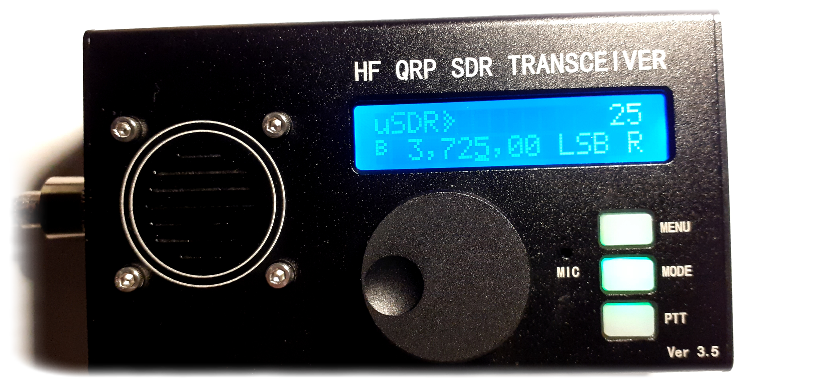 HF QRP SDR TRANSCEIVER
uSDR» 25
B 3,725,00 LSB R
MENU
MIC MODE
PTT
Ver 3.5